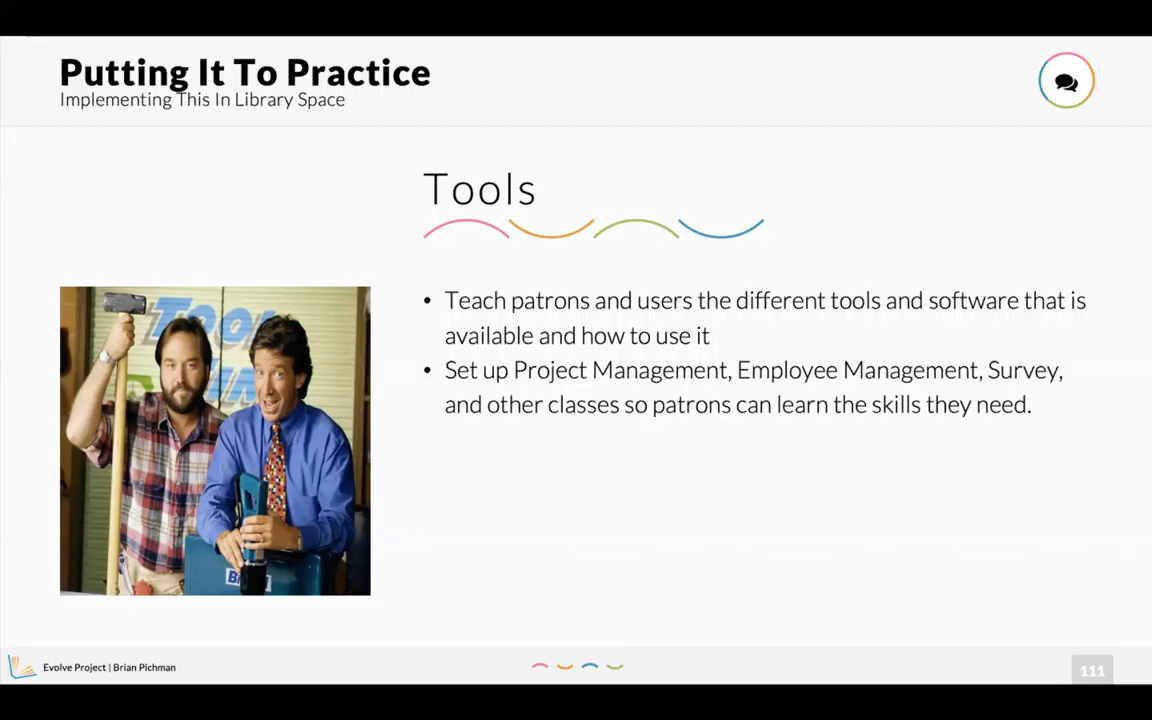 Putting It To Practice
Implementing This In Library Space
Tools
• Teach patrons and users the different tools and software that is
available and how to use it
• Set up Project Management, Employee Management, Survey,
and other classes so patrons can learn the skills they need.
Evolve Project | Brian Pichman
111